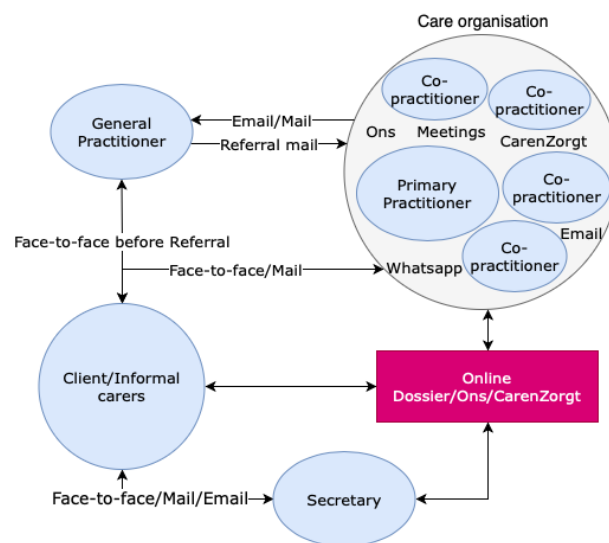 Care organisation
Co-
practitioner
Co-
practitioner
General
Practitioner
Email/Mail
Referral mail
Ons
Meetings
CarenZorgt
Primary
Practitioner
Co-
practitioner
Email
Co-
practitioner
Whatsapp
Face-to-face before Referral
Face-to-face/Mail
Client/Informal
carers
Online
Dossier/Ons/CarenZorgt
Face-to-face/Mail/Email
Secretary